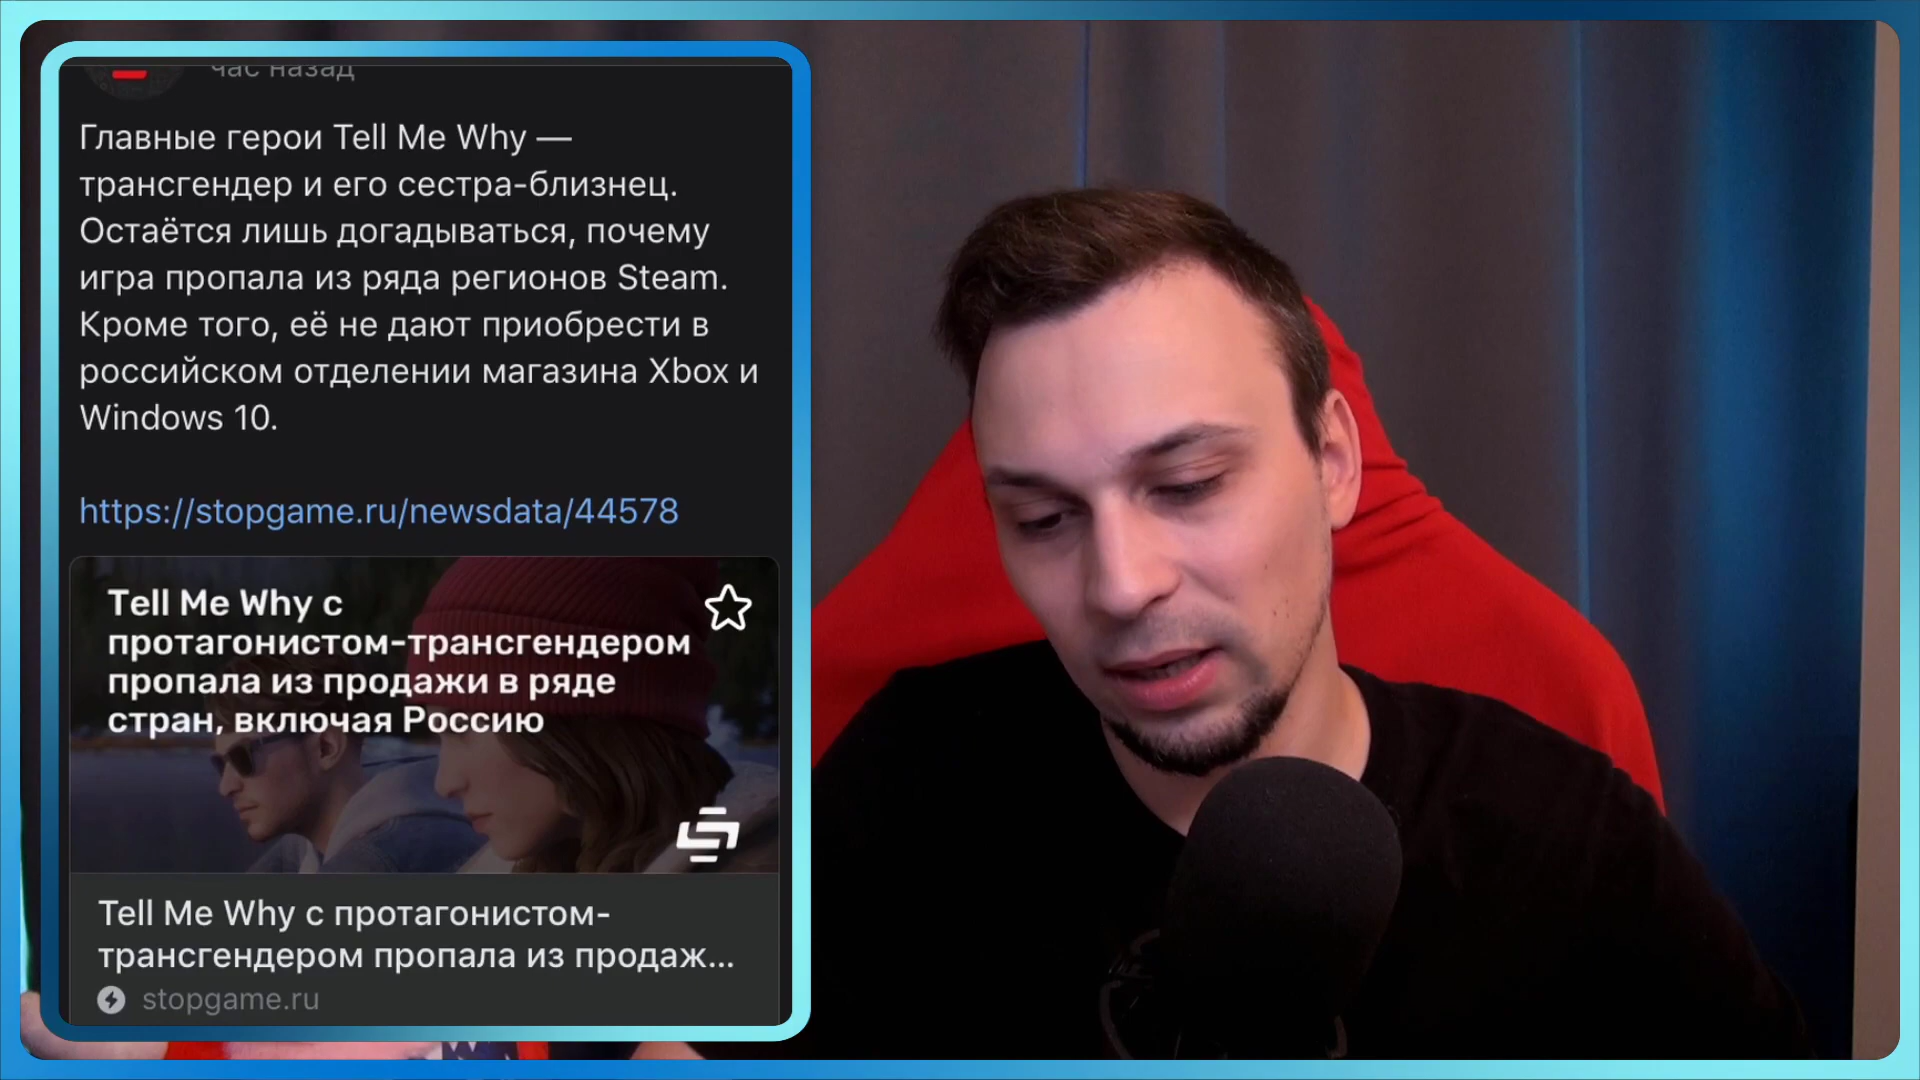 час назад
Главные герои Tell Me Why —
трансгендер и его сестра-близнец.
Остаётся лишь догадываться, почему
игра пропала из ряда регионов Steam.
Кроме того, её не дают приобрести в
российском отделении магазина Xbox и
Windows 10.
https://stopgame.ru/newsdata/44578
Tell Me Why с
протагонистом-трансгендером
пропала из продажи в ряде
стран, включая Россию
Tell Me Why с протагонистом-
трансгендером пропала из продаж...
stopgame.ru